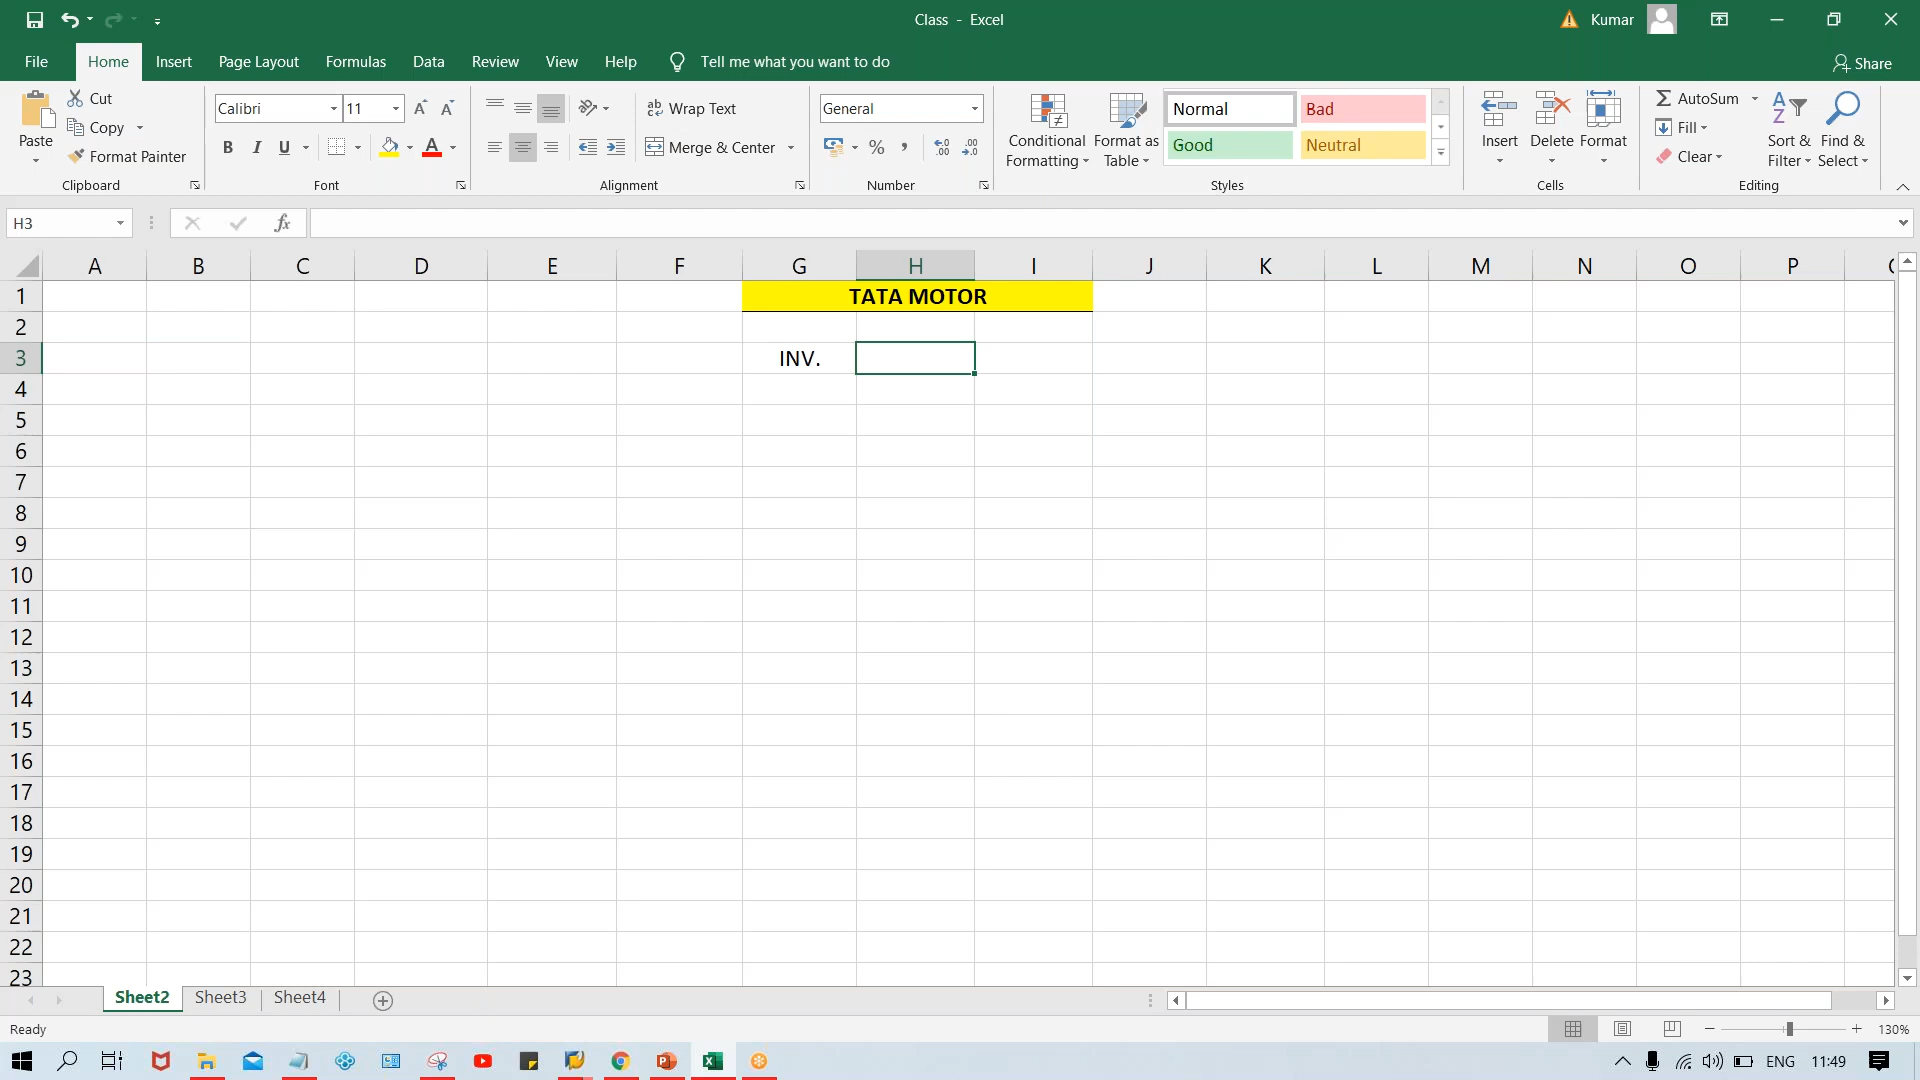 Class - Excel
Kumar
File Home Insert Page Layout Formulas Data Review View Help Tell me what you want to do Share
Paste
Cut
Copy
Format Painter
Clipboard
Calibri 11
B I U
Font
Wrap Text
Merge & Center
Alignment
General
Number
Conditional Formatting
Format as Table
Normal Bad
Good Neutral
Styles
Insert Delete Format
Cells
AutoSum
Fill
Clear
Sort & Filter
Find & Select
Editing
H3
fx
A B C D E F G H I J K L M N O P
1 TATA MOTOR
2
3 INV.
4
5
6
7
8
9
10
11
12
13
14
15
16
17
18
19
20
21
22
23
Sheet2 Sheet3 Sheet4
Ready
130%
ENG 11:49